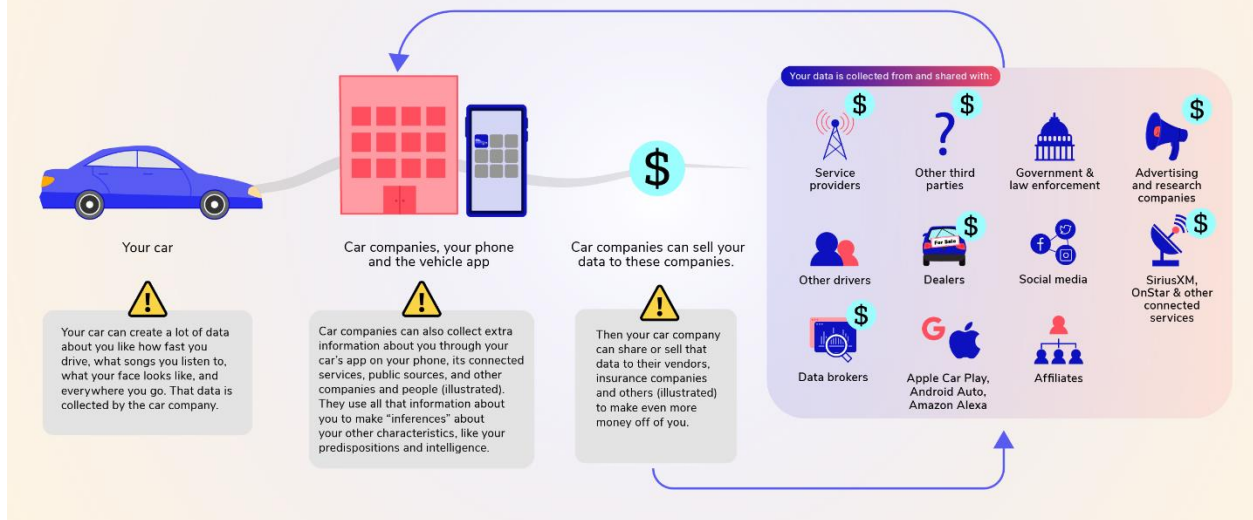 Your car
Your car can create a lot of data
about you like how fast you
drive, what songs you listen to,
what your face looks like, and
everywhere you go. That data is
collected by the car company.
Car companies, your phone
and the vehicle app
Car companies can also collect extra
information about you through your
car’s app on your phone, its connected
services, public sources, and other
companies and people (illustrated).
They use all that information about
you to make “inferences” about
your other characteristics, like your
predispositions and intelligence.
$
Car companies can sell your
data to these companies.
Then your car company
can share or sell that
data to their vendors,
insurance companies
and others (illustrated)
to make even more
money off of you.
Your data is collected from and shared with:
$
Service
providers
$
?
Other third
parties
Government &
law enforcement
$
Advertising
and research
companies
Other drivers
$
For Sale
Dealers
Social media
$
SiriusXM,
OnStar & other
connected
services
$
Data brokers
G
Apple Car Play,
Android Auto,
Amazon Alexa
Affiliates